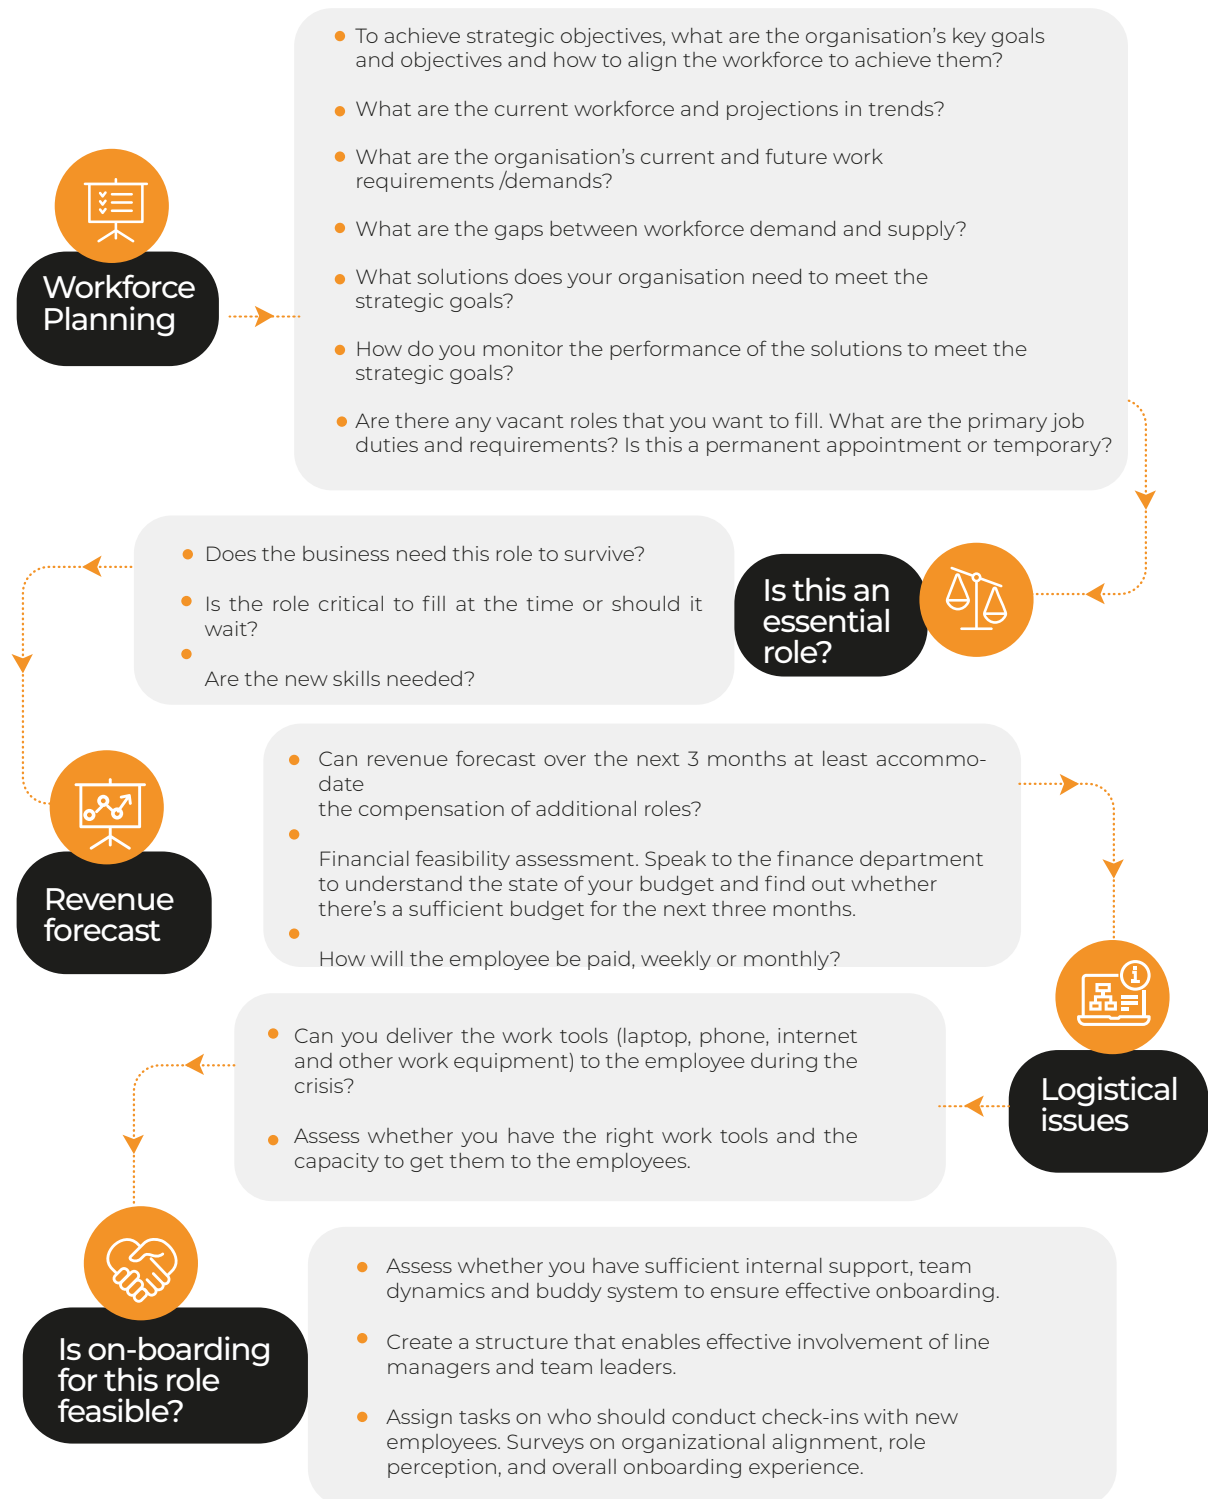 To achieve strategic objectives, what are the organisation's key goals
and objectives and how to align the workforce to achieve them?
What are the current workforce and projections in trends?
What are the organisation's current and future work
requirements /demands?
What are the gaps between workforce demand and supply?
What solutions does your organisation need to meet the
strategic goals?
How do you monitor the performance of the solutions to meet the
strategic goals?
Are there any vacant roles that you want to fill. What are the primary job
duties and requirements? Is this a permanent appointment or temporary?
Workforce
Planning
Is this an
essential
role?
Does the business need this role to survive?
Is the role critical to fill at the time or should it
wait?
Are the new skills needed?
Revenue
forecast
Can revenue forecast over the next 3 months at least accommo-
date
the compensation of additional roles?
Financial feasibility assessment. Speak to the finance department
to understand the state of your budget and find out whether
there's a sufficient budget for the next three months.
How will the employee be paid, weekly or monthly?
Logistical
issues
Can you deliver the work tools (laptop, phone, internet
and other work equipment) to the employee during the
crisis?
Assess whether you have the right work tools and the
capacity to get them to the employees.
Is on-boarding
for this role
feasible?
Assess whether you have sufficient internal support, team
dynamics and buddy system to ensure effective onboarding.
Create a structure that enables effective involvement of line
managers and team leaders.
Assign tasks on who should conduct check-ins with new
employees. Surveys on organizational alignment, role
perception, and overall onboarding experience.